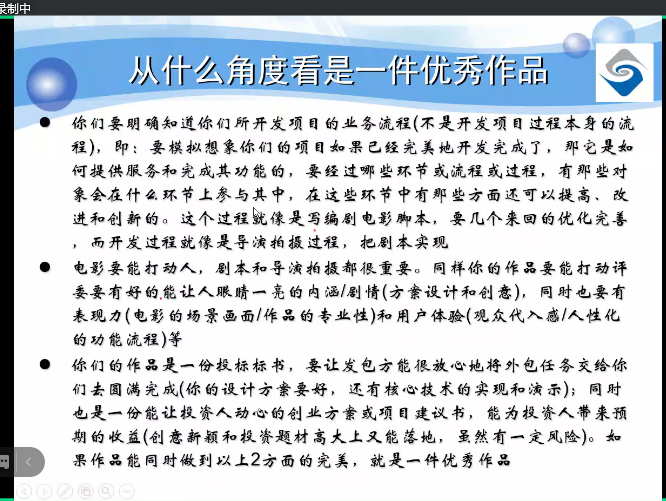 录制中
从什么角度看是一件优秀作品
你们要明确知道你们所开发项目的业务流程(不是开发项目过程本身的流
程)，即：要模拟想象你们的项目如果已经完美地开发完成了，那它是如
何提供服务和完成其功能的，要经过哪些环节或流程或过程，有那些对
象会在什么环节上参与其中，在这些环节中有那些方面还可以提高、改
进和创新的。这个过程就像是写编剧电影脚本，要几个来回的优化完善
，而开发过程就像是导演拍摄过程，把剧本实现
电影要能打动人，剧本和导演拍摄都很重要。同样你的作品要能打动评
委要有好的能让人眼睛一亮的内涵/剧情(方案设计和创意)，同时也要有
表现力(电影的场景画面/作品的专业性)和用户体验(观众代入感/人性化
的功能流程)等
你们的作品是一份投标标书，要让发包方能很放心地将外包任务交给你
们去圆满完成(你的设计方案要好，还有核心技术的实现和演示)；同时
也是一份能让投资人动心的创业方案或项目建议书，能为投资人带来预
期的收益(创意新颖和投资题材高大上又能落地，虽然有一定风险)。如
果作品能同时做到以上2方面的完美，就是一件优秀作品